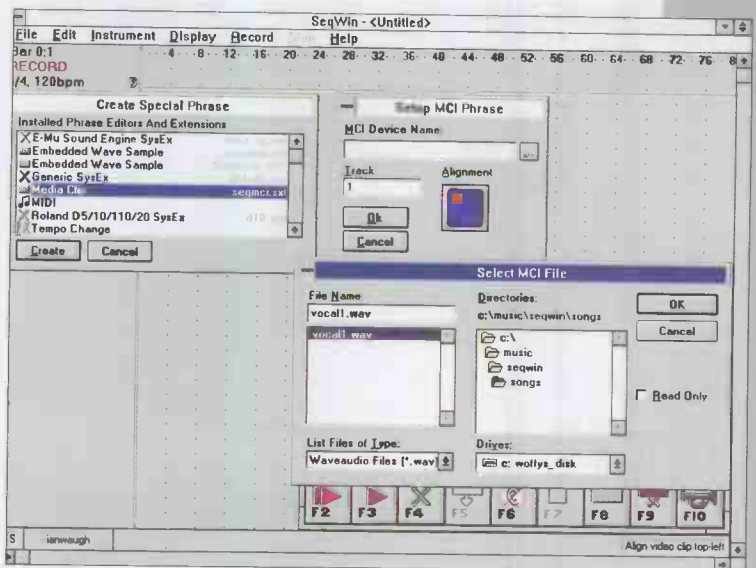 SeqWin - <Untitled>
File Edit Instrument Display Record Help
Bar 0:1
RECORD
/4, 120bpm
4 8 12 16 20 24 28 32 36 40 44 48 52 56 60 64 68 72 76 8
Create Special Phrase
Installed Phrase Editors And Extensions
E-Mu Sound Engine SysEx
Embedded Wave Sample
Embedded Wave Sample
Generic SysEx
Media seqmci.sx
MIDI
Roland D5/10/110/20 SysEx
Tempo Change
Create Cancel
Setup MCI Phrase
MCI Device Name
...
Track Alignment
1
Ok
Cancel
Select MCI File
File Name
vocal1.wav
vocal1.wav
List Files of Type:
Waveaudio Files (*.wav)
Directories:
c:\music\seqwin\songs
c:\
music
seqwin
songs
Drives:
c: woffys_disk
OK
Cancel
Read Only
F2 F3 F4 F5 F6 F7 F8 F9 F10
S ianwaugh
Align video clip top-left